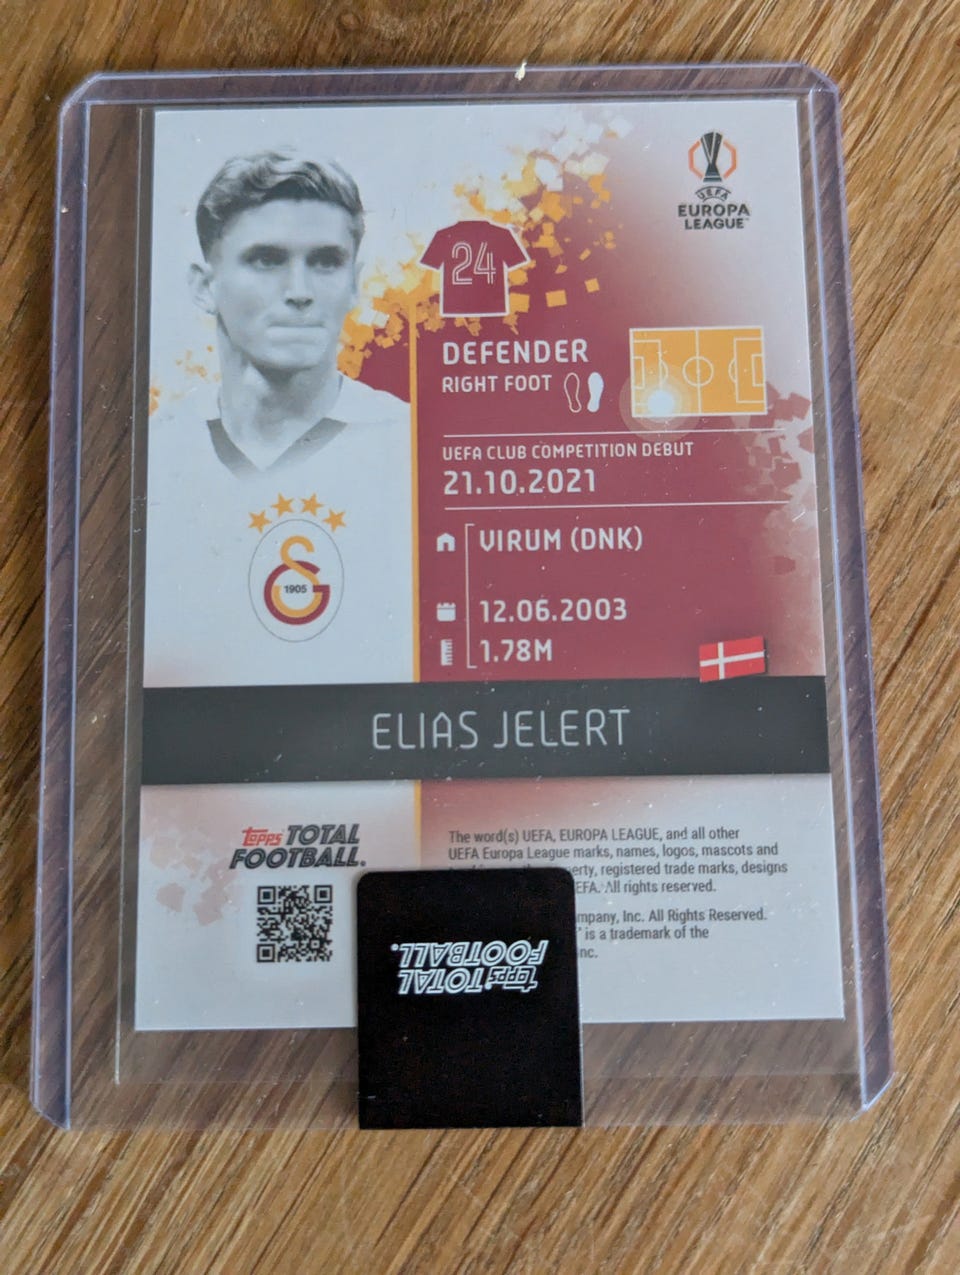 UEFA
EUROPA
LEAGUE
24
DEFENDER
RIGHT FOOT
UEFA CLUB COMPETITION DEBUT
21.10.2021
VIRUM (DNK)
12.06.2003
1.78M
1905
ELIAS JELERT
topps TOTAL
FOOTBALL.
The word(s) UEFA, EUROPA LEAGUE, and all other
UEFA Europa League marks, names, logos, mascots and
registered trade marks, designs
All rights reserved.
Inc. All Rights Reserved.
is a trademark of the
topps TOTAL
FOOTBALL.